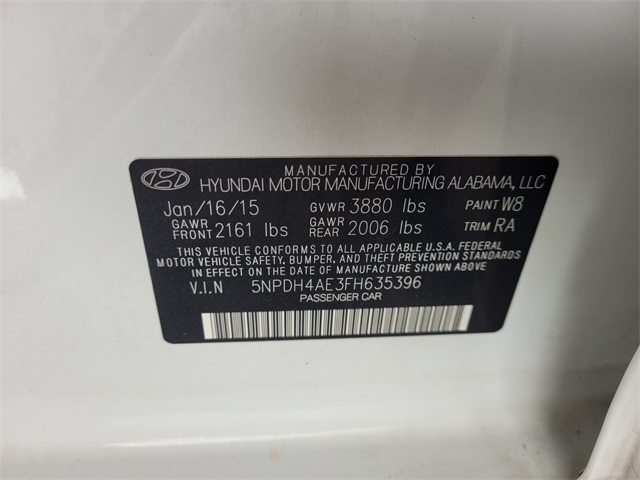 MANUFACTURED BY
HYUNDAI MOTOR MANUFACTURING ALABAMA, LLC
Jan/16/15 GVWR 3880 lbs PAINT W8
GAWR FRONT 2161 lbs GAWR REAR 2006 lbs TRIM RA
THIS VEHICLE CONFORMS TO ALL APPLICABLE U.S.A. FEDERAL
MOTOR VEHICLE SAFETY, BUMPER, AND THEFT PREVENTION STANDARDS
IN EFFECT ON THE DATE OF MANUFACTURE SHOWN ABOVE.
V.I.N 5NPDH4AE3FH635396
PASSENGER CAR